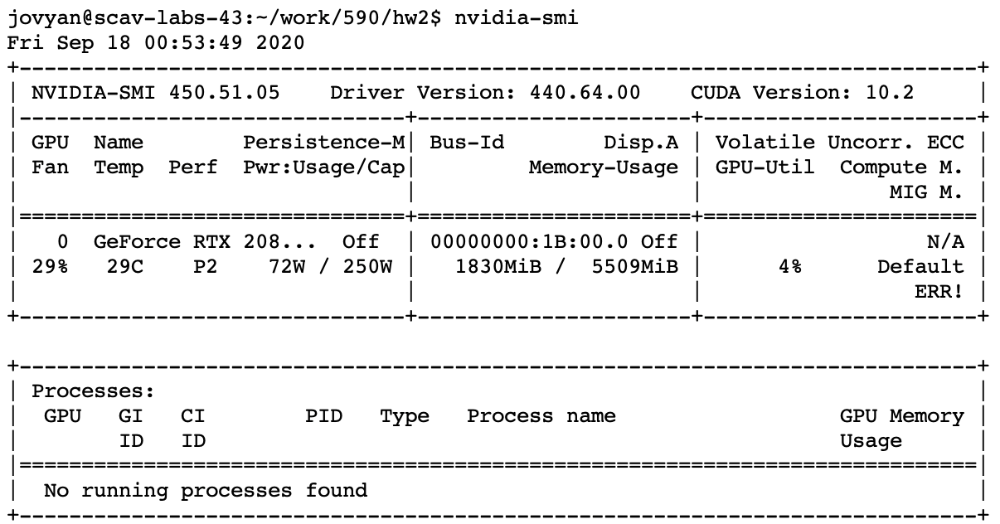 jovyan@scav-labs-43:~/work/590/hw2$ nvidia-smi
Fri Sep 18 00:53:49 2020
+-----------------------------------------------------------------------------+
| NVIDIA-SMI 450.51.05    Driver Version: 440.64.00    CUDA Version: 10.2     |
|-------------------------------+----------------------+----------------------+
| GPU  Name        Persistence-M| Bus-Id        Disp.A | Volatile Uncorr. ECC |
| Fan  Temp  Perf  Pwr:Usage/Cap|         Memory-Usage | GPU-Util  Compute M. |
|                               |                      |               MIG M. |
|===============================+======================+======================|
|   0  GeForce RTX 208...  Off  | 00000000:1B:00.0 Off |                  N/A |
| 29%   29C    P2    72W / 250W |   1830MiB /  5509MiB |      4%      Default |
|                               |                      |                 ERR! |
+-------------------------------+----------------------+----------------------+

+-----------------------------------------------------------------------------+
| Processes:                                                                  |
|  GPU   GI   CI        PID   Type   Process name                  GPU Memory |
|        ID   ID                                                   Usage      |
|=============================================================================|
|  No running processes found                                                 |
+-----------------------------------------------------------------------------+